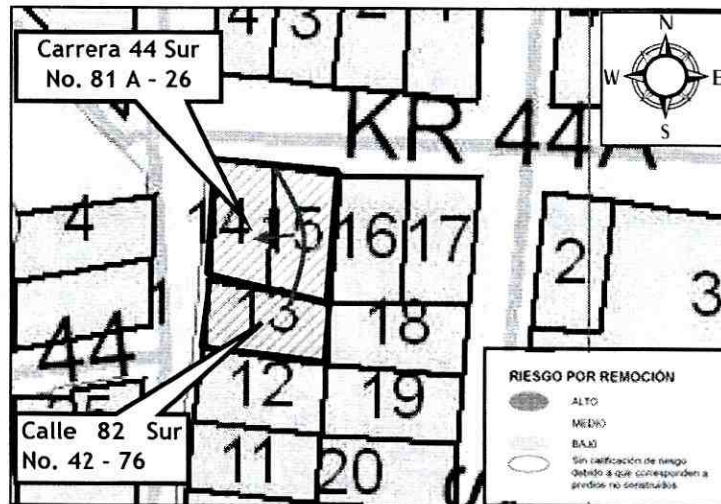 Carrera 44 Sur
No. 81 A - 26
N
W
E
S
4
3
KR 44A
4
1
14
15
16
17
2
3
1
13
18
44
12
19
11
20
Calle 82 Sur
No. 42 - 76
RIESGO POR REMOCIÓN
ALTO
MEDIO
BAJO
Sin calificación de riesgo
debido a que corresponden a
predios no construidos